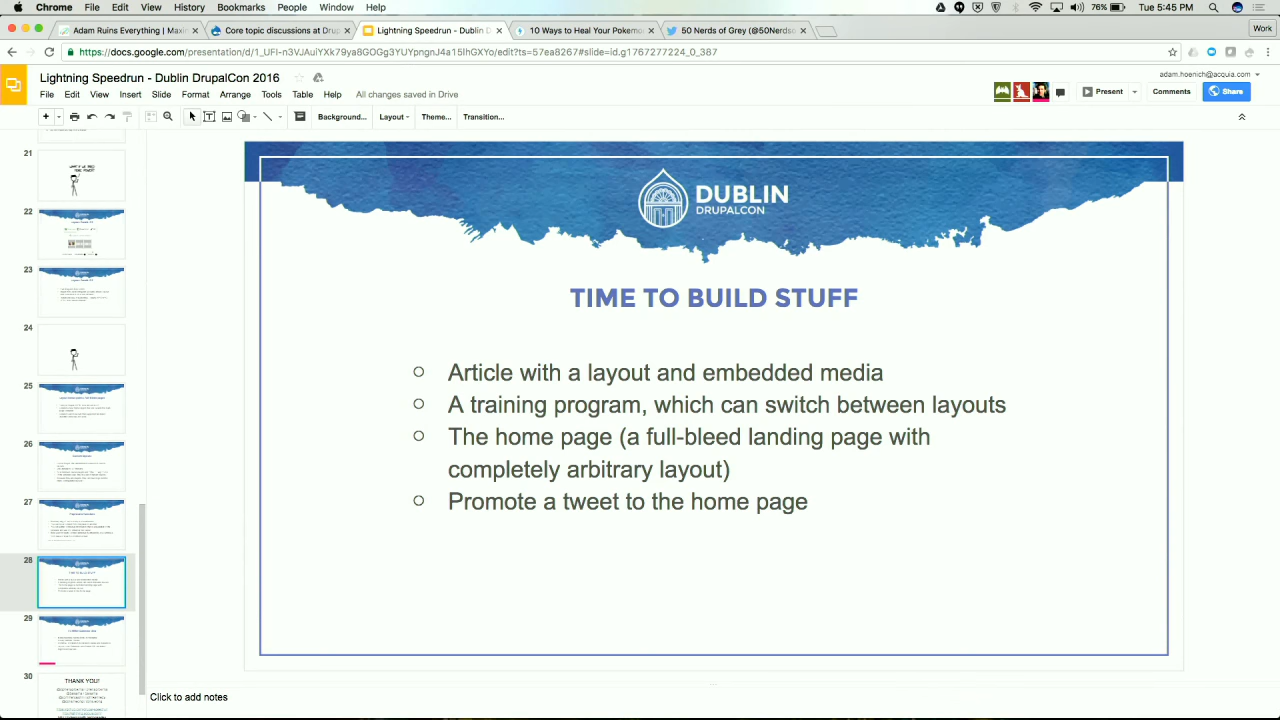 Slides File Edit View History Bookmarks People Window Help
76% Tue 5:45 PM
Adam Ruins Everything | Maxin
Core topic discussions at Drup
Lightning Speedrun - Dublin D
10 Ways to Heal Your Pokemo
50 Nerds of Grey (@50Nerdso
Work
https://docs.google.com/presentation/d/1_UFI-n3VJAuiYXk79ya8GOGg3YUYpngnJ4a15lhGXYo/edit?ts=57ea8267#slide=id.g1767277224_0_387
Lightning Speedrun - Dublin DrupalCon 2016
adam.hoenich@acquia.com
File Edit View Insert Slide Format Arrange Tools Table Help All changes saved in Drive
Present Comments Share
Background... Layout Theme... Transition...
21
22
23
24
25
26
27
28
29
30
THANK YOU!
DUBLIN
DRUPALCON
TIME TO BUILD STUFF
Article with a layout and embedded media
A training program, which can switch between layouts
The home page (a full-bleed landing page with
completely arbitrary layout)
Promote a tweet to the home page
Click to add notes